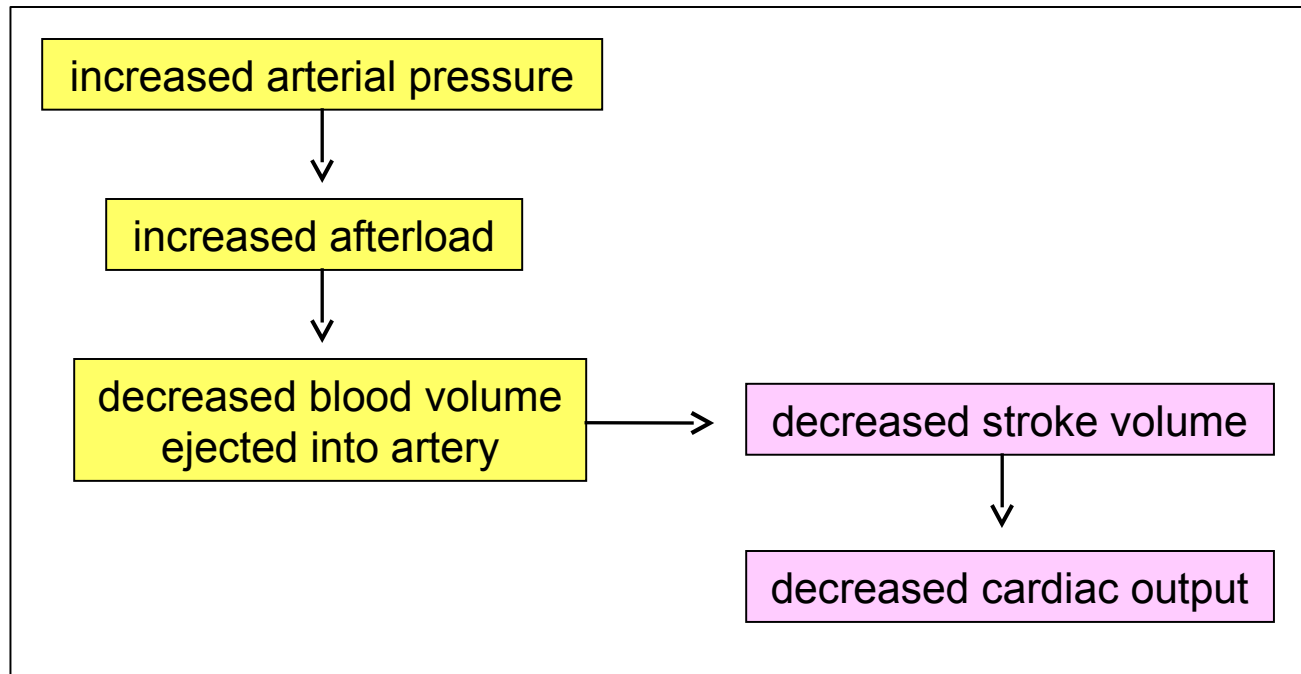 increased arterial pressure
increased afterload
decreased blood volume
ejected into artery
decreased stroke volume
decreased cardiac output